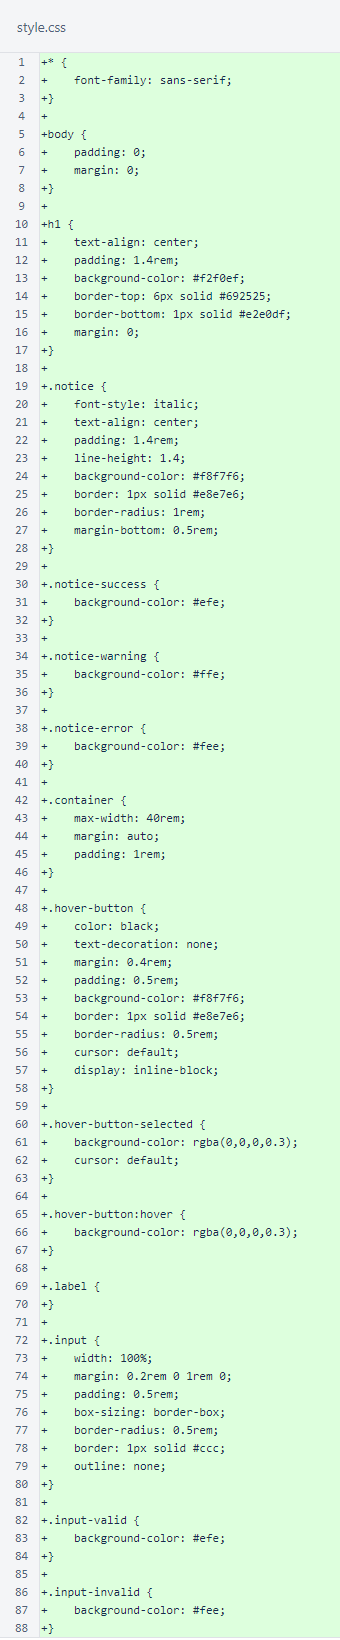 style.css
1 +* {
2 +    font-family: sans-serif;
3 +}
4 +
5 +body {
6 +    padding: 0;
7 +    margin: 0;
8 +}
9 +
10 +h1 {
11 +    text-align: center;
12 +    padding: 1.4rem;
13 +    background-color: #f2f0ef;
14 +    border-top: 6px solid #692525;
15 +    border-bottom: 1px solid #e2e0df;
16 +    margin: 0;
17 +}
18 +
19 +.notice {
20 +    font-style: italic;
21 +    text-align: center;
22 +    padding: 1.4rem;
23 +    line-height: 1.4;
24 +    background-color: #f8f7f6;
25 +    border: 1px solid #e8e7e6;
26 +    border-radius: 1rem;
27 +    margin-bottom: 0.5rem;
28 +}
29 +
30 +.notice-success {
31 +    background-color: #efe;
32 +}
33 +
34 +.notice-warning {
35 +    background-color: #ffe;
36 +}
37 +
38 +.notice-error {
39 +    background-color: #fee;
40 +}
41 +
42 +.container {
43 +    max-width: 40rem;
44 +    margin: auto;
45 +    padding: 1rem;
46 +}
47 +
48 +.hover-button {
49 +    color: black;
50 +    text-decoration: none;
51 +    margin: 0.4rem;
52 +    padding: 0.5rem;
53 +    background-color: #f8f7f6;
54 +    border: 1px solid #e8e7e6;
55 +    border-radius: 0.5rem;
56 +    cursor: default;
57 +    display: inline-block;
58 +}
59 +
60 +.hover-button-selected {
61 +    background-color: rgba(0,0,0,0.3);
62 +    cursor: default;
63 +}
64 +
65 +.hover-button:hover {
66 +    background-color: rgba(0,0,0,0.3);
67 +}
68 +
69 +.label {
70 +}
71 +
72 +.input {
73 +    width: 100%;
74 +    margin: 0.2rem 0 1rem 0;
75 +    padding: 0.5rem;
76 +    box-sizing: border-box;
77 +    border-radius: 0.5rem;
78 +    border: 1px solid #ccc;
79 +    outline: none;
80 +}
81 +
82 +.input-valid {
83 +    background-color: #efe;
84 +}
85 +
86 +.input-invalid {
87 +    background-color: #fee;
88 +}